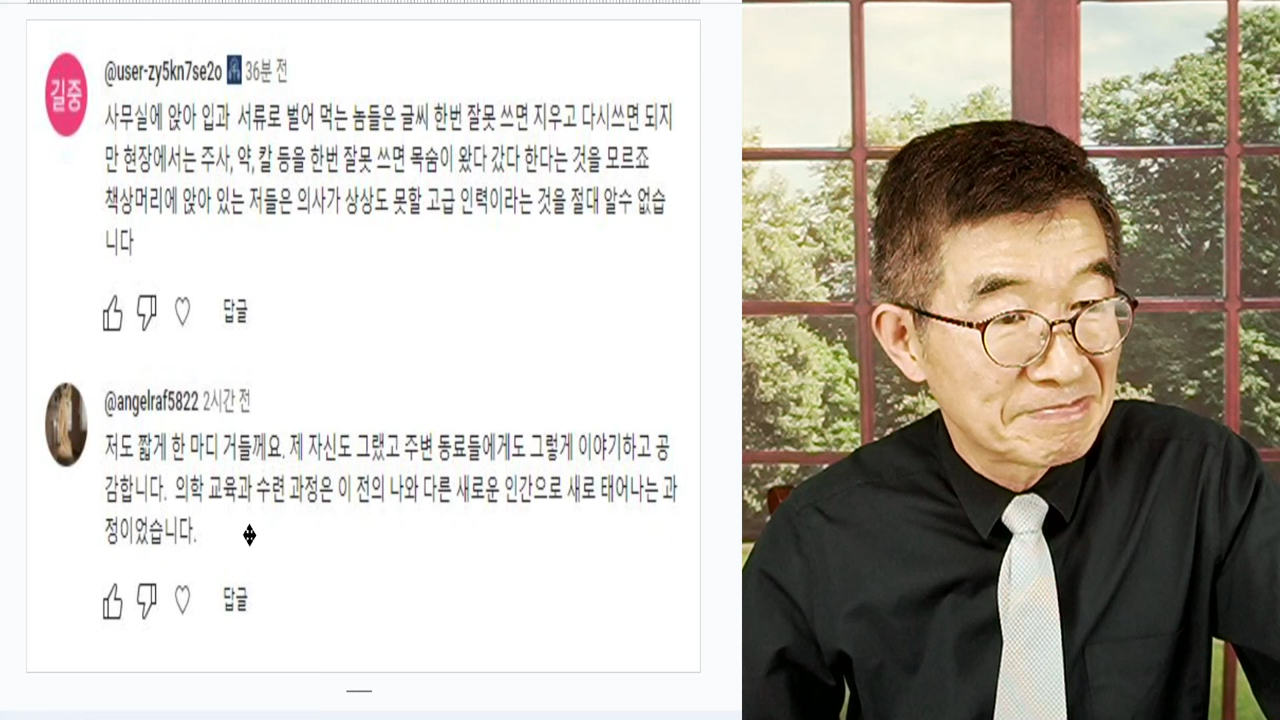 길중
@user-zy5kn7se2o 36분 전
사무실에 앉아 입과 서류로 벌어 먹는 놈들은 글씨 한번 잘못 쓰면 지우고 다시쓰면 되지
만 현장에서는 주사, 약, 칼 등을 한번 잘못 쓰면 목숨이 왔다 갔다 한다는 것을 모르죠
책상머리에 앉아 있는 저들은 의사가 상상도 못할 고급 인력이라는 것을 절대 알수 없습
니다
답글
@angelraf5822 2시간 전
저도 짧게 한 마디 거들께요. 제 자신도 그랬고 주변 동료들에게도 그렇게 이야기하고 공
감합니다. 의학 교육과 수련 과정은 이 전의 나와 다른 새로운 인간으로 새로 태어나는 과
정이었습니다.
답글